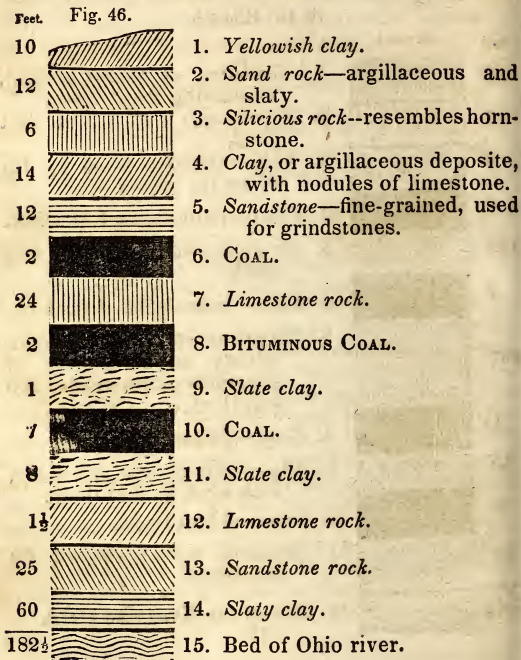 Feet. Fig. 46.
10 1. Yellowish clay.
12 2. Sand rock—argillaceous and
slaty.
6 3. Silicious rock--resembles horn-
stone.
14 4. Clay, or argillaceous deposite,
with nodules of limestone.
12 5. Sandstone—fine-grained, used
for grindstones.
2 6. COAL.
24 7. Limestone rock.
2 8. BITUMINOUS COAL.
1 9. Slate clay.
7 10. COAL.
11. Slate clay.
1½ 12. Limestone rock.
25 13. Sandstone rock.
60 14. Slaty clay.
182½ 15. Bed of Ohio river.